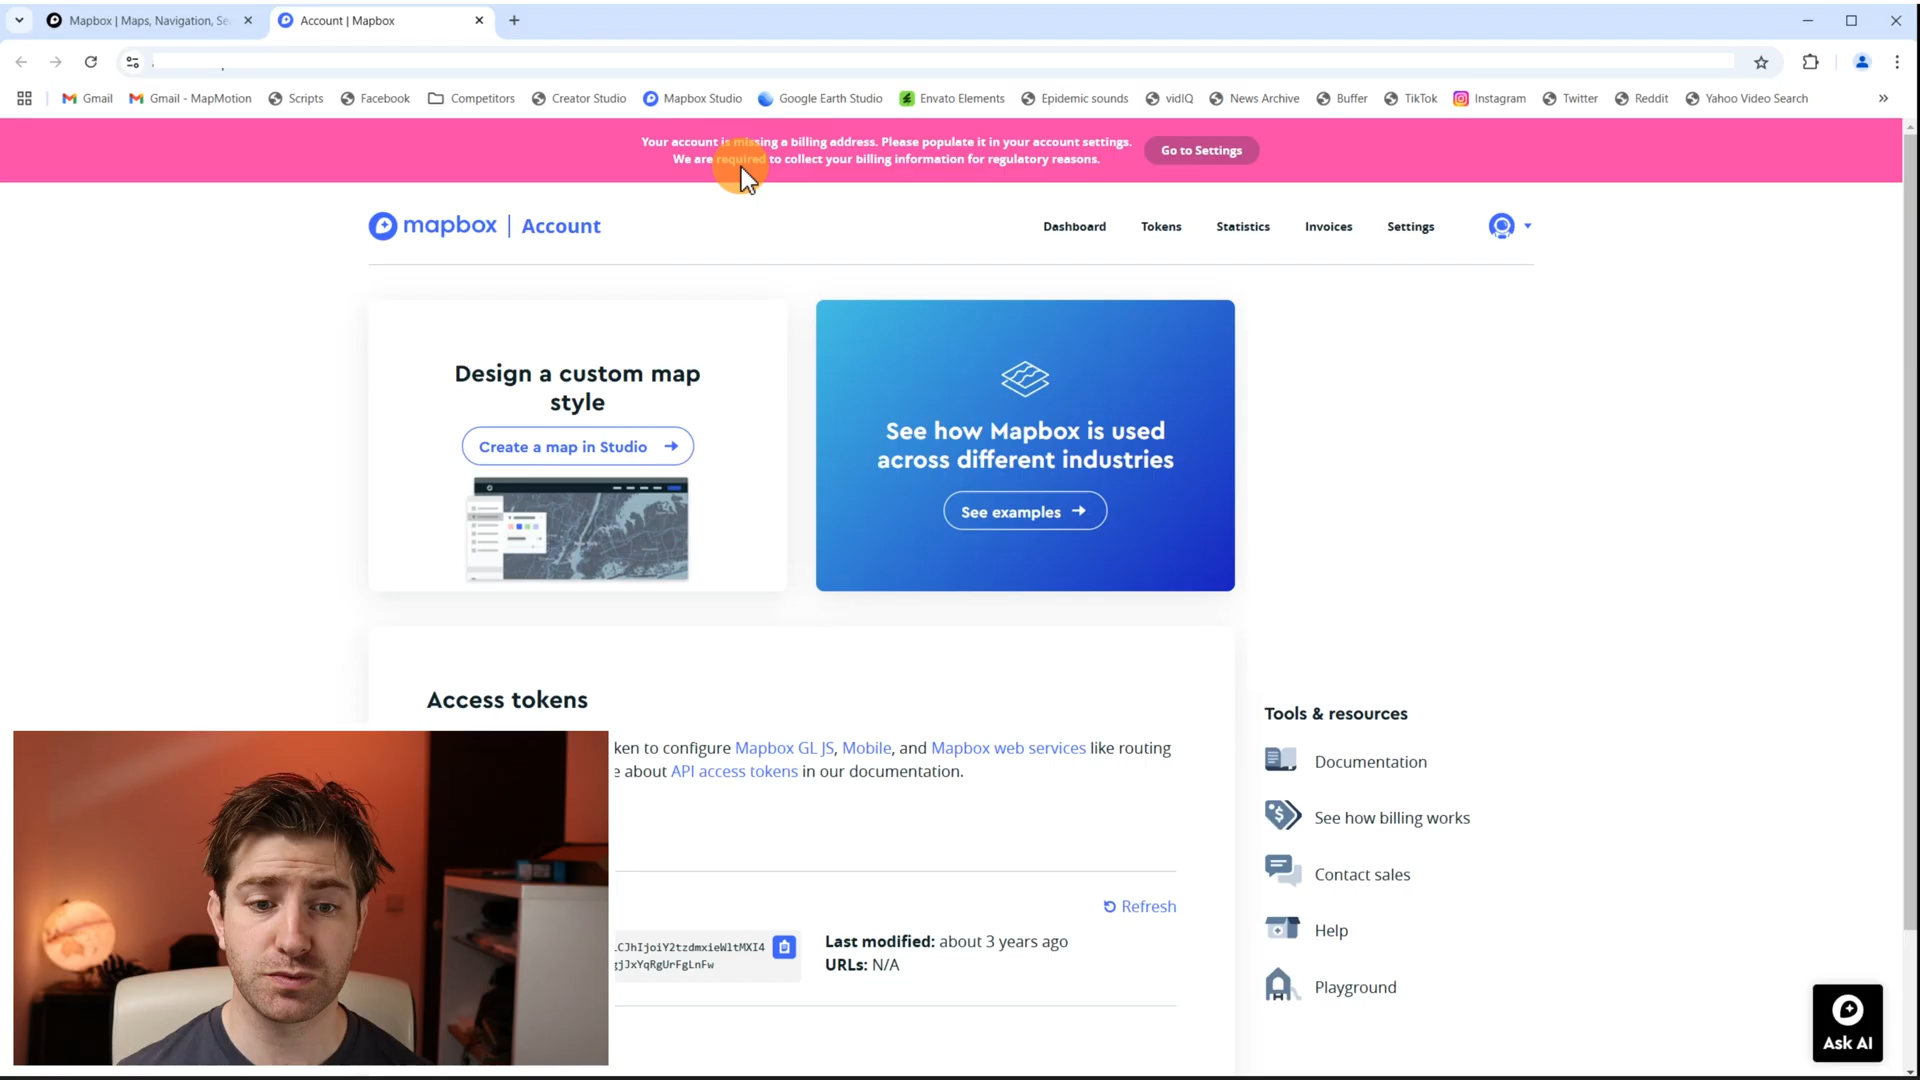 Mapbox | Maps, Navigation, Se
Account | Mapbox
Gmail
Gmail - MapMotion
Scripts
Facebook
Competitors
Creator Studio
Mapbox Studio
Google Earth Studio
Envato Elements
Epidemic sounds
vidIQ
News Archive
Buffer
TikTok
Instagram
Twitter
Reddit
Yahoo Video Search
Your account is missing a billing address. Please populate it in your account settings.
We are required to collect your billing information for regulatory reasons.
Go to Settings
mapbox | Account
Dashboard
Tokens
Statistics
Invoices
Settings
Design a custom map
style
Create a map in Studio
See how Mapbox is used
across different industries
See examples
Access tokens
ken to configure Mapbox GL JS, Mobile, and Mapbox web services like routing
e about API access tokens in our documentation.
Refresh
.CJhIjoiY2tzdmxieWltMXI4
gjJxYqRgUrFgLnFw
Last modified: about 3 years ago
URLs: N/A
Tools & resources
Documentation
See how billing works
Contact sales
Help
Playground
Ask AI